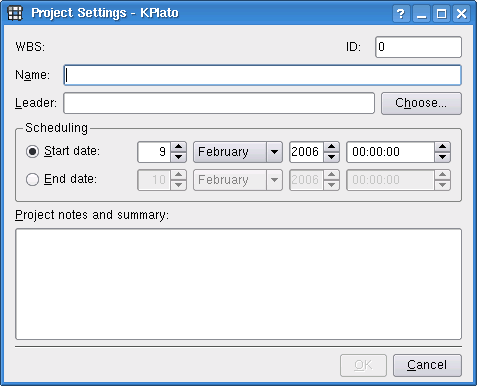 Project Settings - KPlato
WBS: ID: 0
Name:
Leader: Choose...
Scheduling
Start date: 9 February 2006 00:00:00
End date: 10 February 2006 00:00:00
Project notes and summary:
OK Cancel